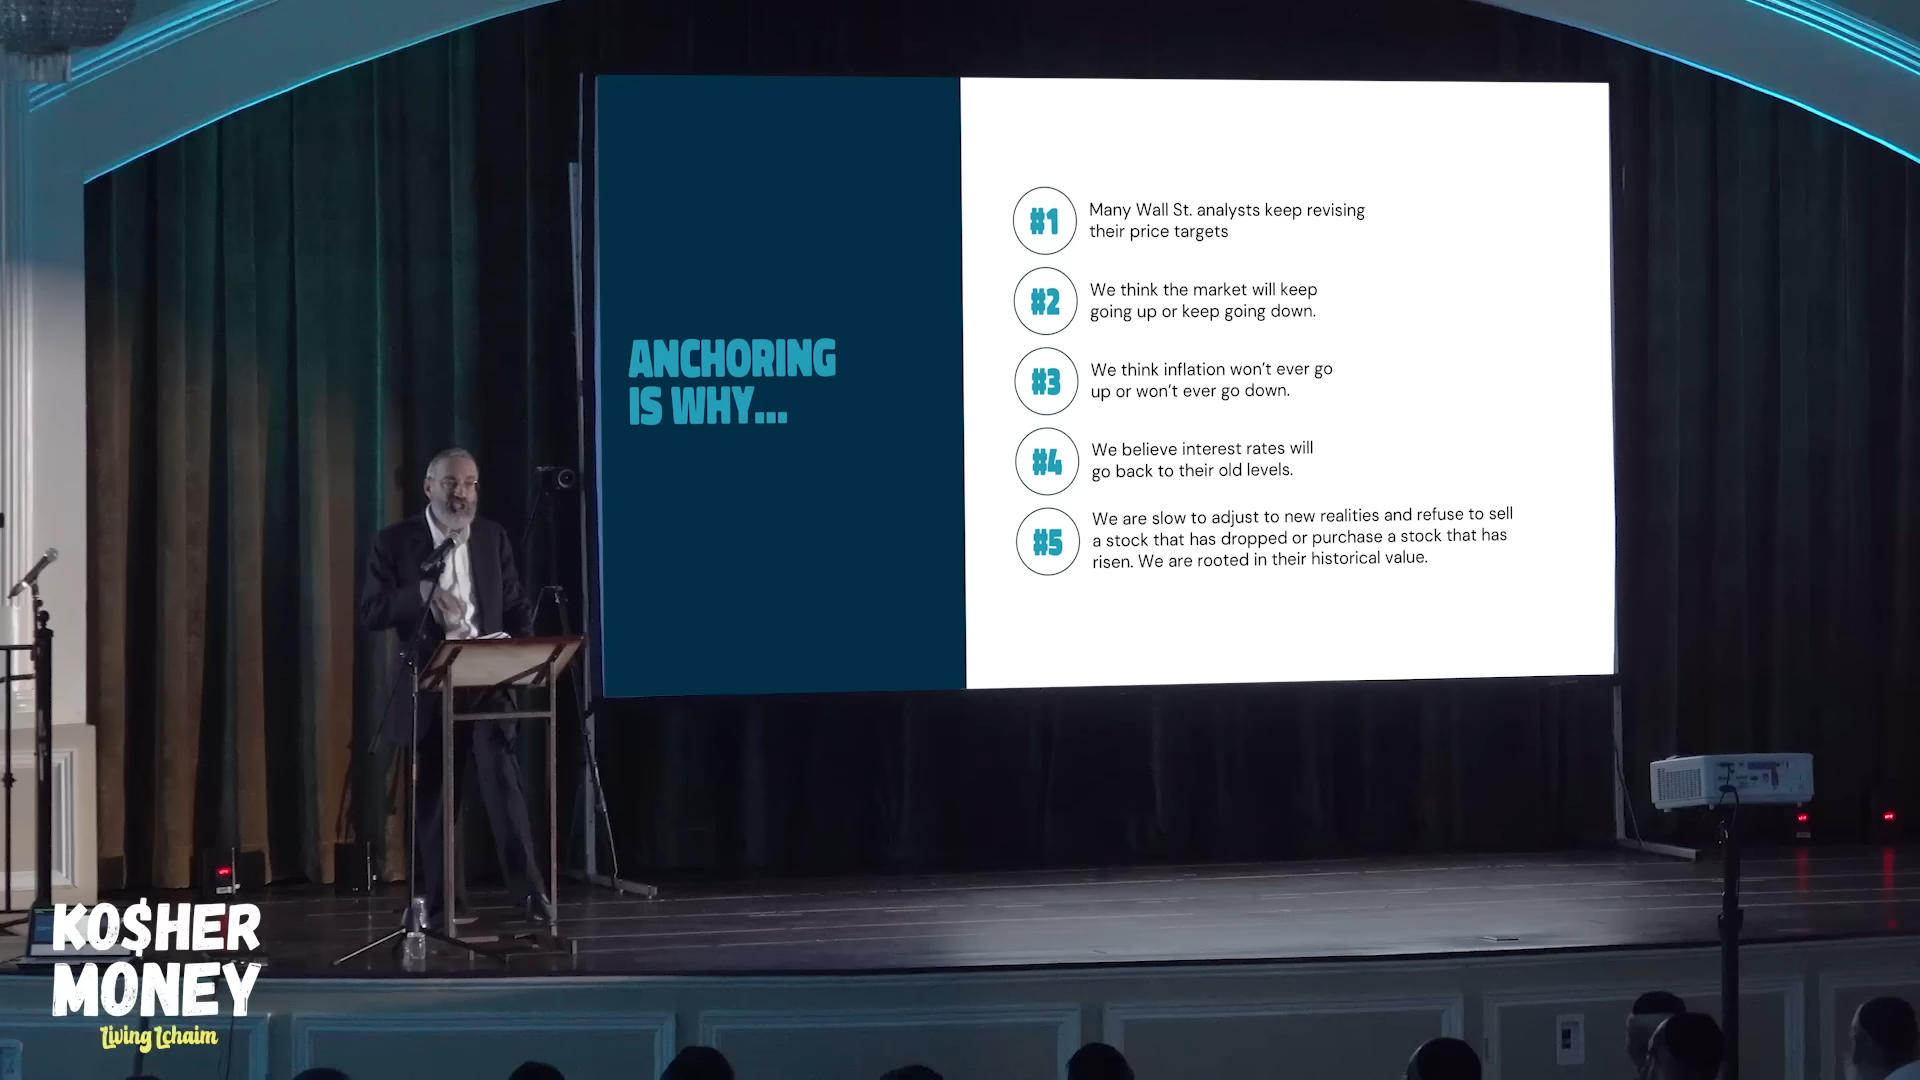 ANCHORING
IS WHY...
#1
Many Wall St. analysts keep revising
their price targets
#2
We think the market will keep
going up or keep going down.
#3
We think inflation won't ever go
up or won't ever go down.
#4
We believe interest rates will
go back to their old levels.
#5
We are slow to adjust to new realities and refuse to sell
a stock that has dropped or purchase a stock that has
risen. We are rooted in their historical value.
KO$HER
MONEY
Living Lchaim